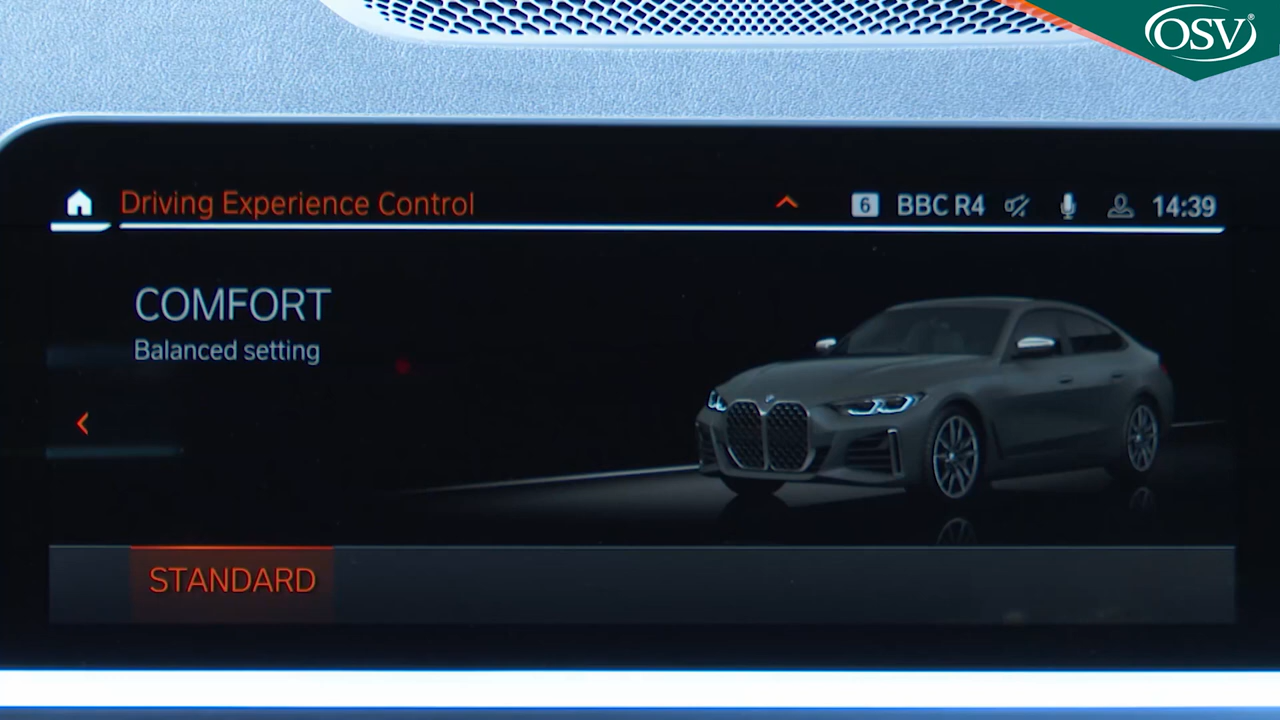 OSV®
Driving Experience Control
6 BBC R4 14:39
COMFORT
Balanced setting
STANDARD